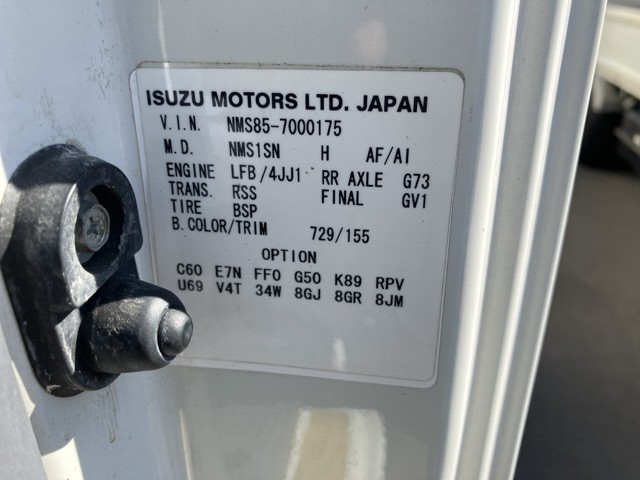 ISUZU MOTORS LTD. JAPAN
V.I.N. NMS85-7000175
M.D. NMS1SN H AF/AI
ENGINE LFB/4JJ1 RR AXLE G73
TRANS. RSS FINAL GV1
TIRE BSP
B.COLOR/TRIM 729/155
OPTION
C60 E7N FF0 G50 K89 RPV
U69 V4T 34W 8GJ 8GR 8JM